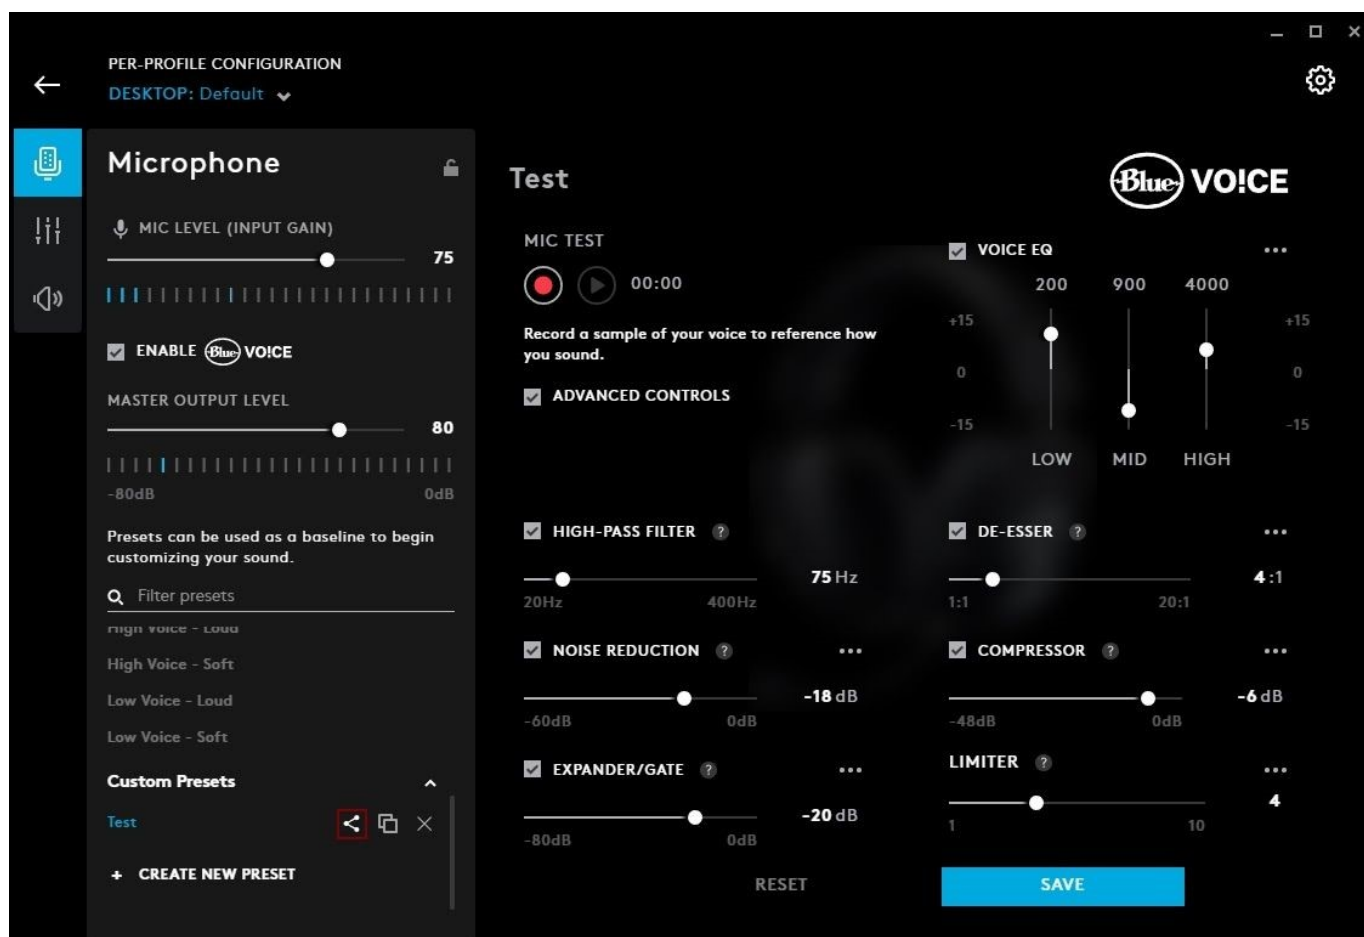 PER-PROFILE CONFIGURATION
DESKTOP: Default
Microphone
MIC LEVEL (INPUT GAIN)
75
ENABLE Blue VO!CE
MASTER OUTPUT LEVEL
80
-80dB 0dB
Presets can be used as a baseline to begin
customizing your sound.
Filter presets
High Voice - Loud
High Voice - Soft
Low Voice - Loud
Low Voice - Soft
Custom Presets
Test
+ CREATE NEW PRESET
Test
Blue VO!CE
MIC TEST
00:00
Record a sample of your voice to reference how
you sound.
ADVANCED CONTROLS
VOICE EQ
200 900 4000
+15 +15
0 0
-15 -15
LOW MID HIGH
HIGH-PASS FILTER ?
75 Hz
20Hz 400Hz
DE-ESSER ?
4 :1
1:1 20:1
NOISE REDUCTION ?
-18 dB
-60dB 0dB
COMPRESSOR ?
-6 dB
-48dB 0dB
EXPANDER/GATE ?
-20 dB
-80dB 0dB
LIMITER ?
4
1 10
RESET
SAVE